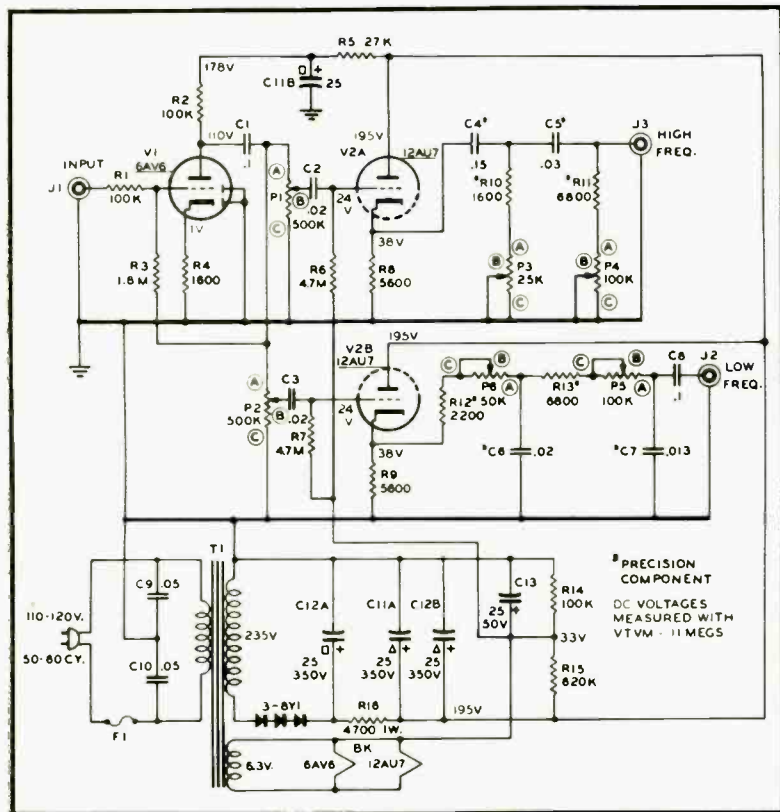 R5 27K
178V
C11B
+
25
R2
100K
110V
C1
.1
195V
12AU7
V2A
C4*
.15
C5*
.03
J3
HIGH
FREQ.
INPUT
J1
R1
100K
V1
6AV6
A
P1
B
C
500K
C2
.02
24
V
*R10
1600
*R11
6800
1V
38V
R3
1.8M
R4
1600
R6
4.7M
R8
5600
B
A
P3
25K
C
B
A
P4
100K
C
V2B
12AU7
195V
A
P2
500K
B
C
C3
.02
24
V
R7
4.7M
38V
R9
5600
R12*
2200
C
B
P6
50K
A
R13*
6800
C
B
P5
100K
A
C8
.1
J2
LOW
FREQ.
*C6
.02
*C7
.013
T1
110-120V.
50-60CY.
C9 .05
C10 .05
F1
235V
C12A
+
25
350V
C11A
+
25
350V
C12B
+
25
350V
C13
25
50V
+
R14
100K
33V
R15
820K
* PRECISION
COMPONENT
DC VOLTAGES
MEASURED WITH
VTVM - 11 MEGS
3-8Y1
R16
4700 1W.
195V
6.3V.
BK
6AV6
12AU7